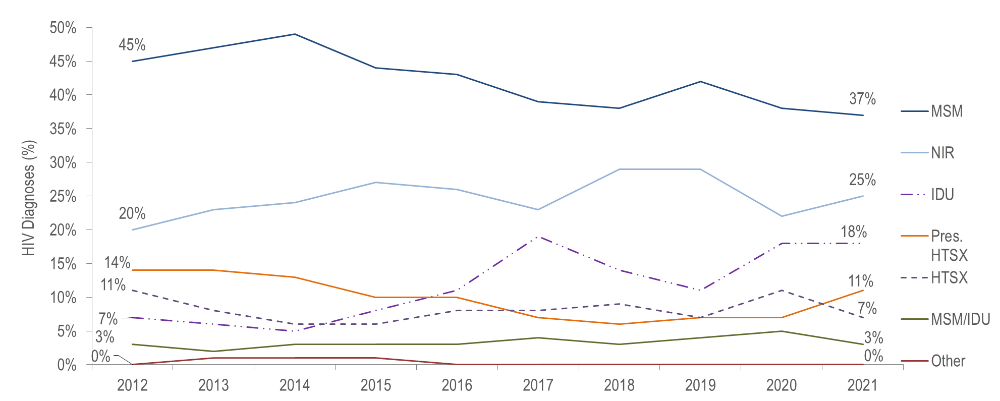 50%
45%
40%
35%
30%
25%
20%
15%
10%
5%
0%
HIV Diagnoses (%)
45%
20%
14%
11%
7%
3%
0%
37%
25%
18%
11%
7%
3%
0%
2012 2013 2014 2015 2016 2017 2018 2019 2020 2021
MSM
NIR
IDU
Pres.
HTSX
HTSX
MSM/IDU
Other